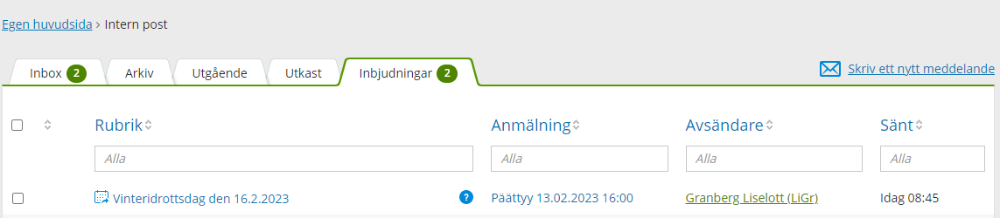 Egen huvudsida › Intern post
Inbox 2 Arkiv Utgående Utkast Inbjudningar 2 Skriv ett nytt meddelande
Rubrik Anmälning Avsändare Sänt
Alla Alla Alla Alla
Vinteridrottsdag den 16.2.2023 ? Päättyy 13.02.2023 16:00 Granberg Liselott (LiGr) Idag 08:45